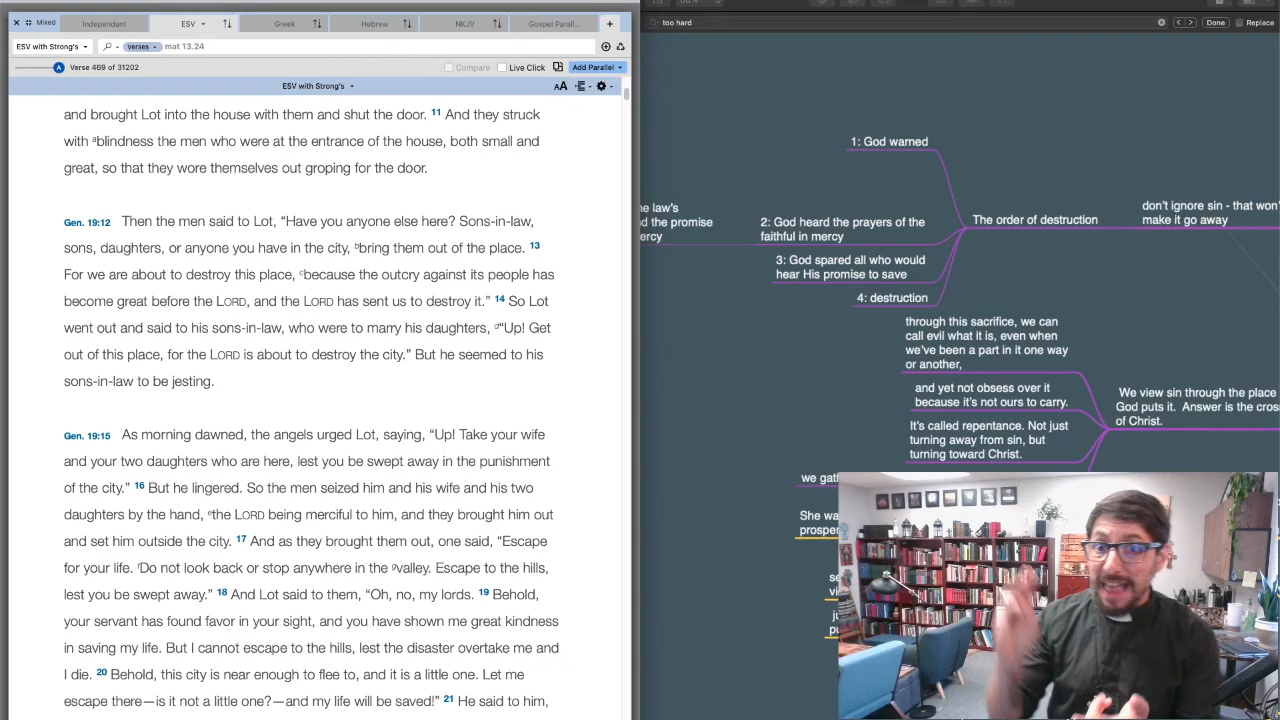 Mixed
Independent
ESV
Greek
Hebrew
NKJV
Gospel Parall...
ESV with Strong's
Verses
mat 13.24
Verse 469 of 31202
Compare
Live Click
Add Parallel
ESV with Strong's
AA
and brought Lot into the house with them and shut the door. 11 And they struck
with ablindness the men who were at the entrance of the house, both small and
great, so that they wore themselves out groping for the door.
Gen. 19:12 Then the men said to Lot, “Have you anyone else here? Sons-in-law,
sons, daughters, or anyone you have in the city, bbring them out of the place. 13
For we are about to destroy this place, cbecause the outcry against its people has
become great before the LORD, and the LORD has sent us to destroy it.” 14 So Lot
went out and said to his sons-in-law, who were to marry his daughters, d“Up! Get
out of this place, for the LORD is about to destroy the city.” But he seemed to his
sons-in-law to be jesting.
Gen. 19:15 As morning dawned, the angels urged Lot, saying, “Up! Take your wife
and your two daughters who are here, lest you be swept away in the punishment
of the city.” 16 But he lingered. So the men seized him and his wife and his two
daughters by the hand, ethe LORD being merciful to him, and they brought him out
and set him outside the city. 17 And as they brought them out, one said, “Escape
for your life. fDo not look back or stop anywhere in the gvalley. Escape to the hills,
lest you be swept away.” 18 And Lot said to them, “Oh, no, my lords. 19 Behold,
your servant has found favor in your sight, and you have shown me great kindness
in saving my life. But I cannot escape to the hills, lest the disaster overtake me and
I die. 20 Behold, this city is near enough to flee to, and it is a little one. Let me
escape there—is it not a little one?—and my life will be saved!” 21 He said to him,
too hard
Done
Replace
1: God warned
he law's
d the promise
ercy
2: God heard the prayers of the
faithful in mercy
3: God spared all who would
hear His promise to save
4: destruction
The order of destruction
don't ignore sin - that won'
make it go away
through this sacrifice, we can
call evil what it is, even when
we've been a part in it one way
or another,
and yet not obsess over it
because it's not ours to carry.
It's called repentance. Not just
turning away from sin, but
turning toward Christ.
We view sin through the place
God puts it. Answer is the cros
of Christ.
we gat
She wa
prosper
se
vi
ju
pu